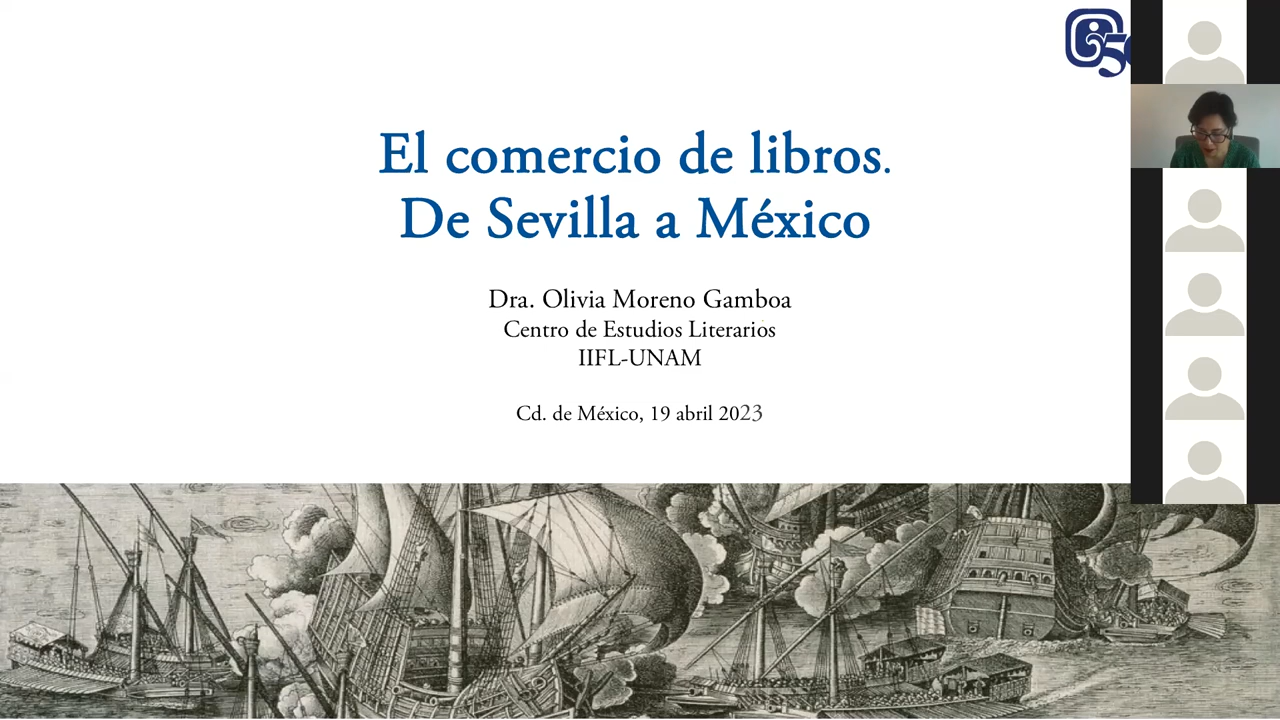 El comercio de libros.
De Sevilla a México
Dra. Olivia Moreno Gamboa
Centro de Estudios Literarios
IIFL-UNAM
Cd. de México, 19 abril 2023